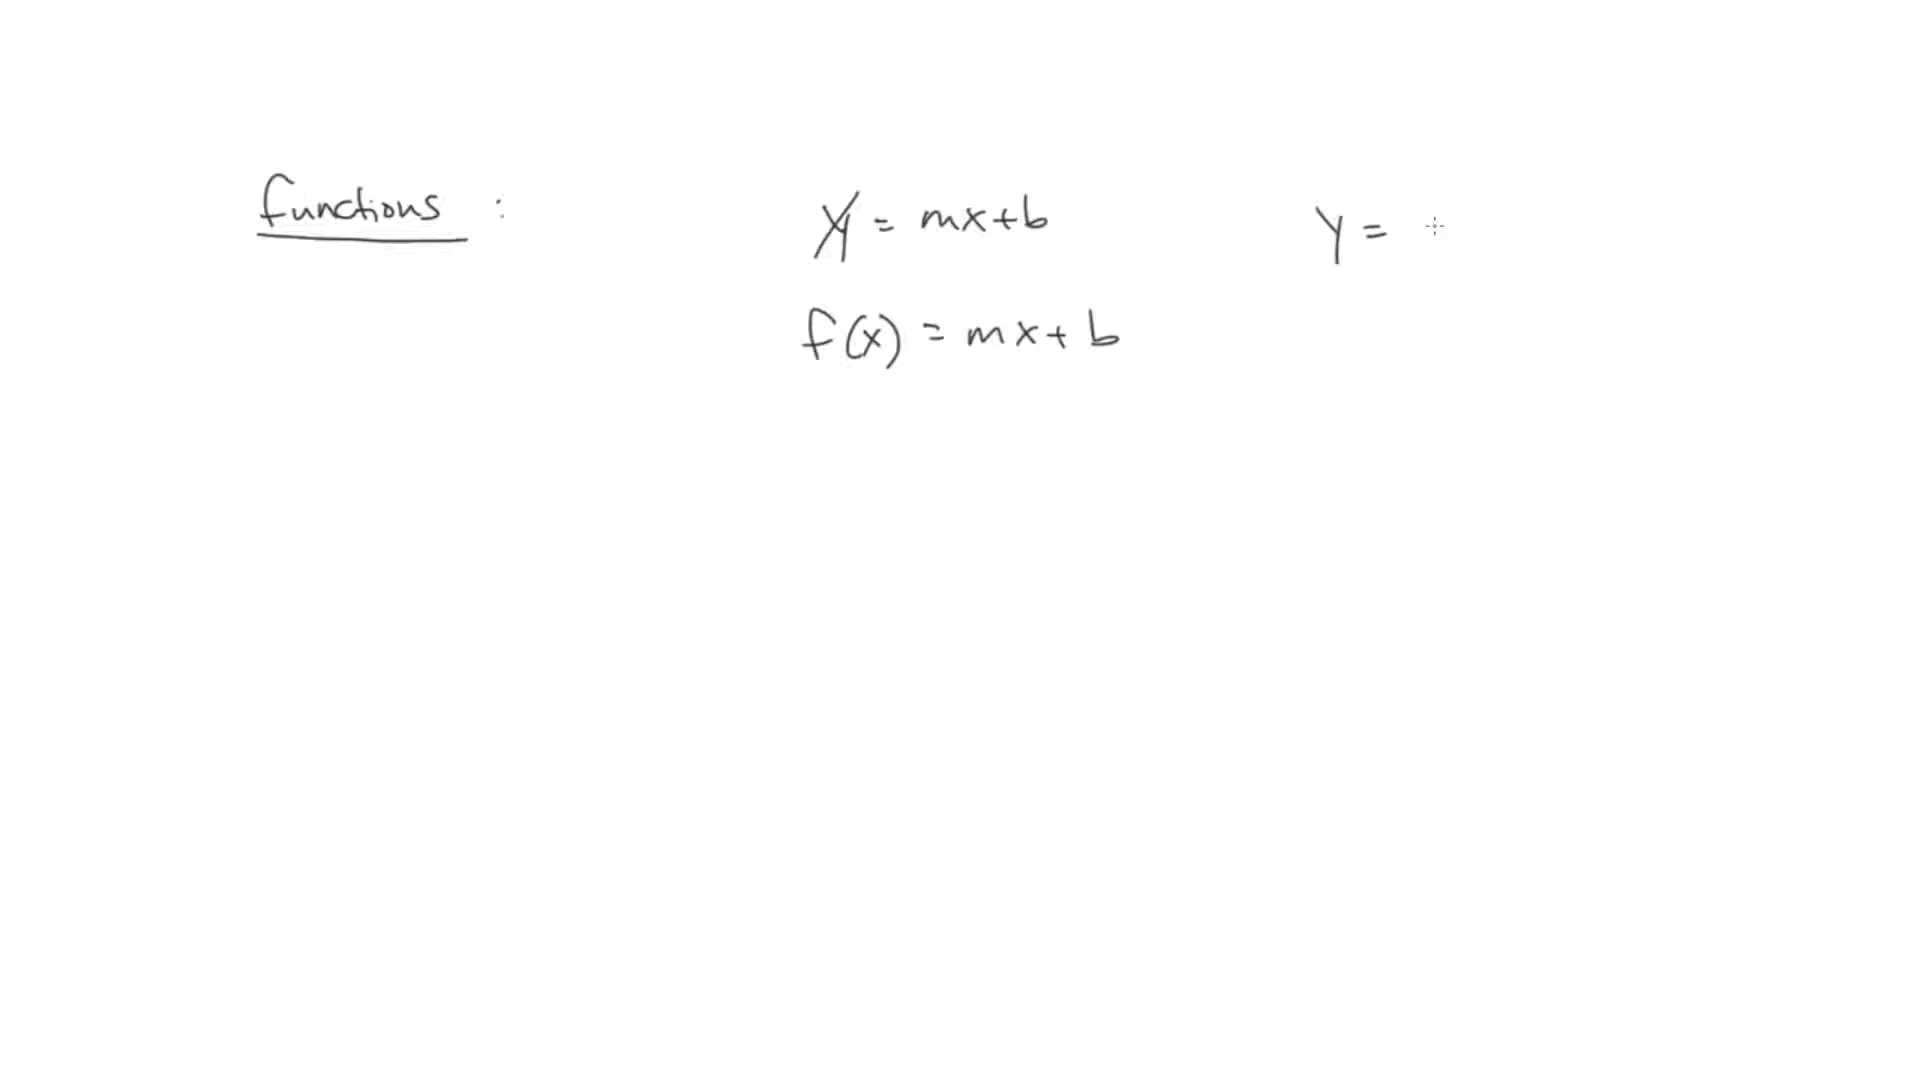 functions : y = mx+b y =
f(x) = mx + b